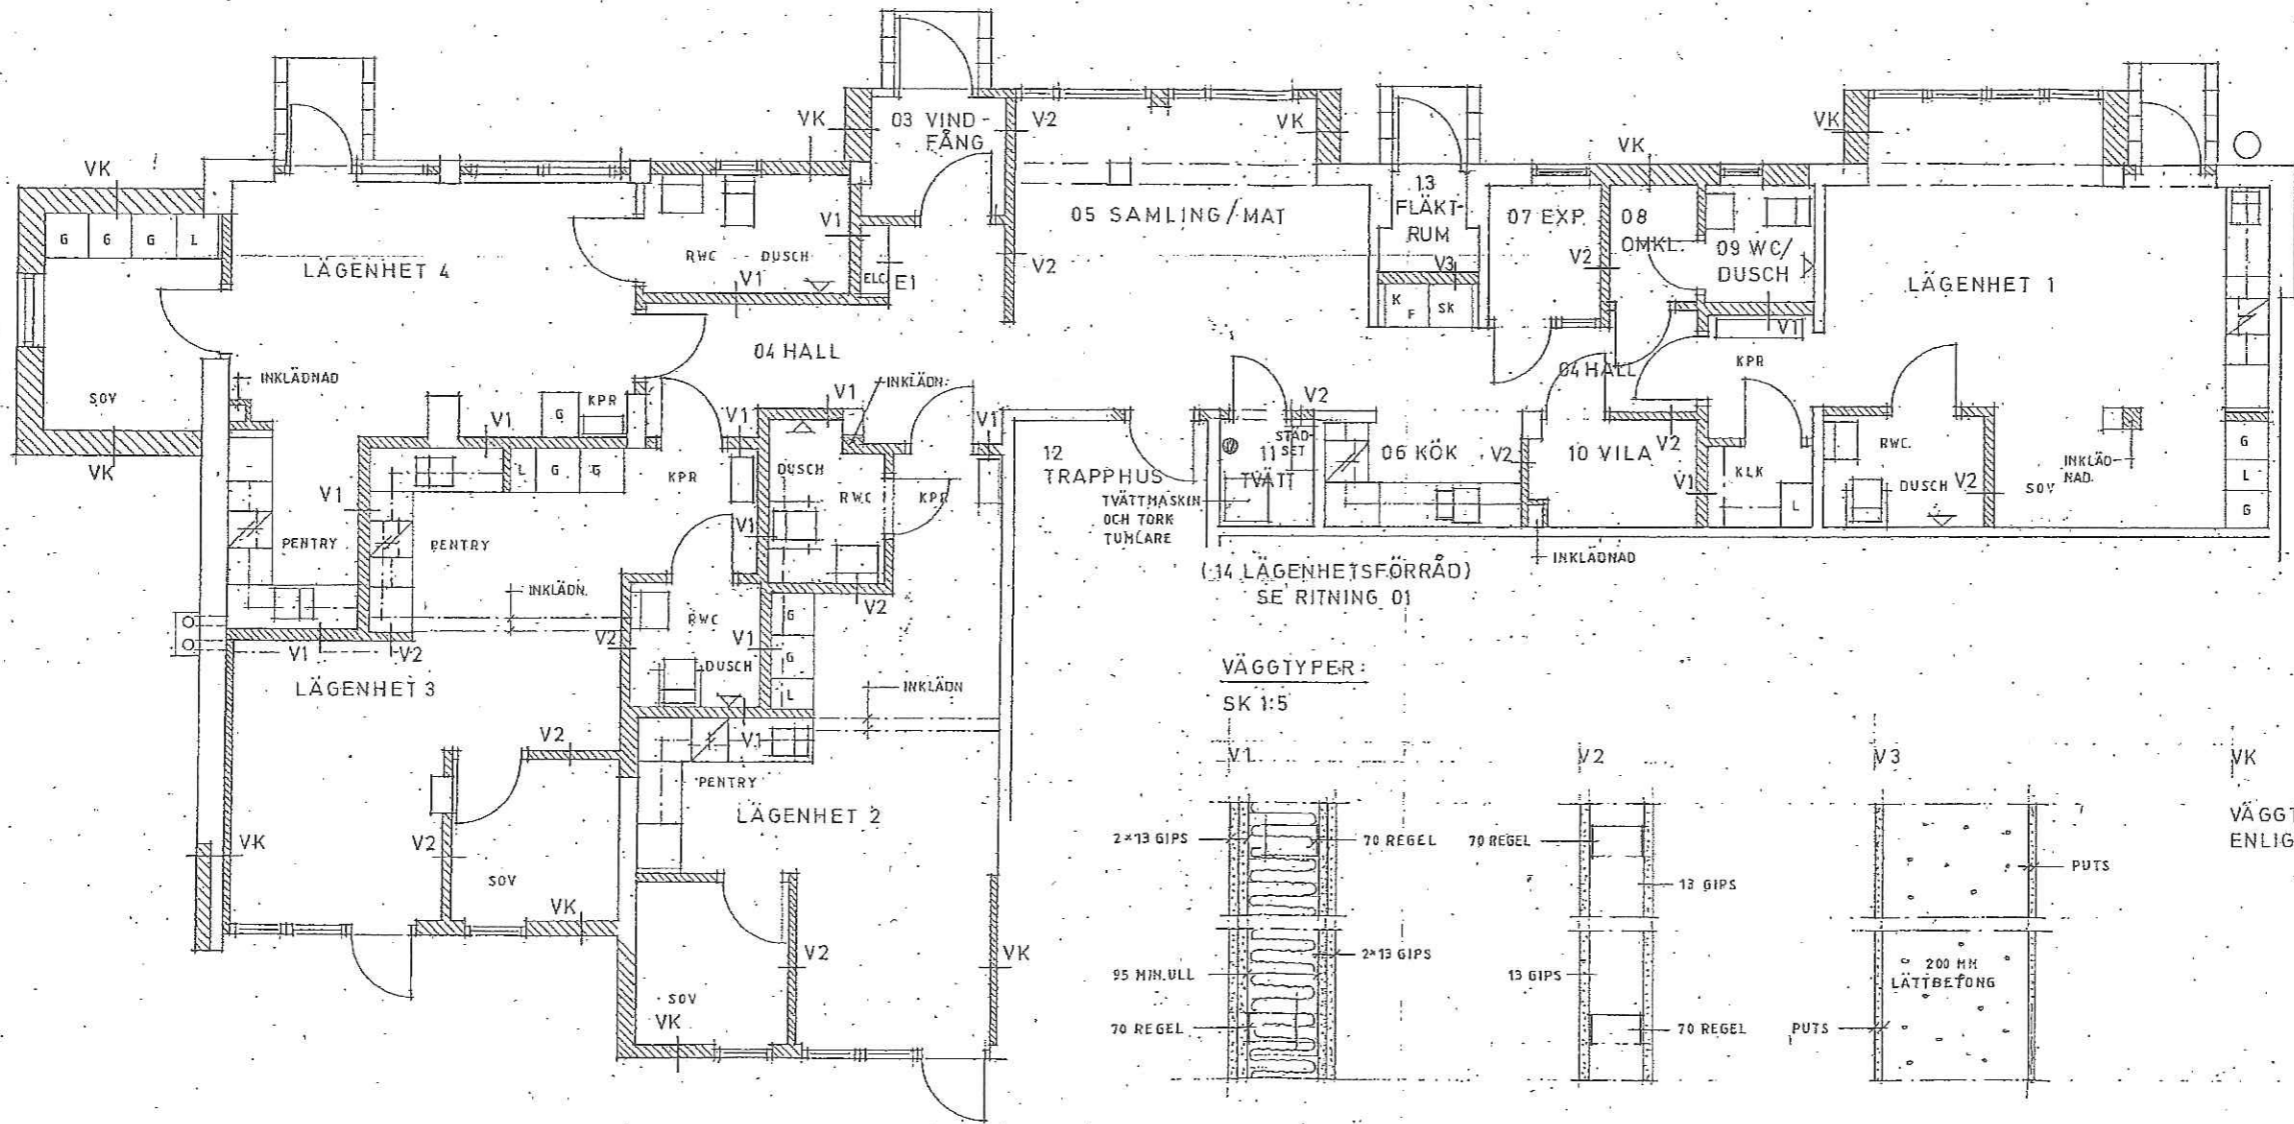 VK
03 VIND-
FÅNG
V2
VK
VK
VK
VK
G G G L
LÄGENHET 4
RWC
DUSCH
V1
V1
ELC
E1
V2
05 SAMLING/MAT
13
FLÄKT-
RUM
V3
K
F
SK
07 EXP.
V2
08
OMKL.
09 WC/
DUSCH
V1
LÄGENHET 1
04 HALL
04 HALL
KPR
INKLÄDNAD
SOV
VK
V1
G
KPR
V1
V1
INKLÄDN.
V1
V2
12
TRAPPHUS
TVÄTTMASKIN
OCH TORK
TUMLARE
STÄD-
SET
11
TVÄTT
06 KÖK
V2
10 VILA
V2
V1
KLK
L
RWC.
DUSCH
V2
SOV
INKLÄD-
NAD.
G
L
G
INKLÄDNAD
(14 LÄGENHETSFÖRRÅD)
SE RITNING 01
V1
PENTRY
L G G
PENTRY
KPR
DUSCH
RWC
KPR
V1
V2
INKLÄDN.
V2
RWC
V1
DUSCH
G
G
L
INKLÄDN
V1
V2
LÄGENHET 3
V2
V1
PENTRY
LÄGENHET 2
VK
V2
SOV
VK
SOV
VK
V2
VK
VÄGGTYPER:
SK 1:5
V1
2×13 GIPS
70 REGEL
2×13 GIPS
95 MIN.ULL
70 REGEL
V2
70 REGEL
13 GIPS
13 GIPS
70 REGEL
V3
PUTS
200 MM
LÄTTBETONG
PUTS
VK
VÄGGT
ENLIG